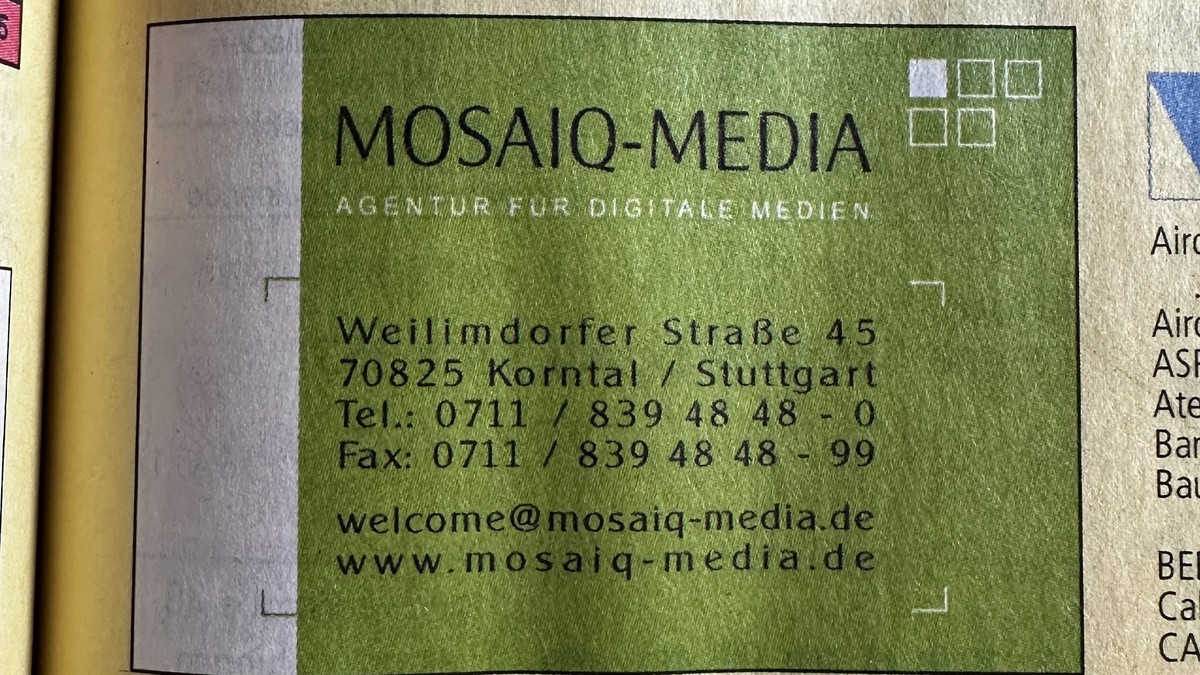 MOSAIQ-MEDIA
AGENTUR FÜR DIGITALE MEDIEN
Weilimdorfer Straße 45
70825 Korntal / Stuttgart
Tel.: 0711 / 839 48 48 - 0
Fax: 0711 / 839 48 48 - 99
welcome@mosaiq-media.de
www.mosaiq-media.de